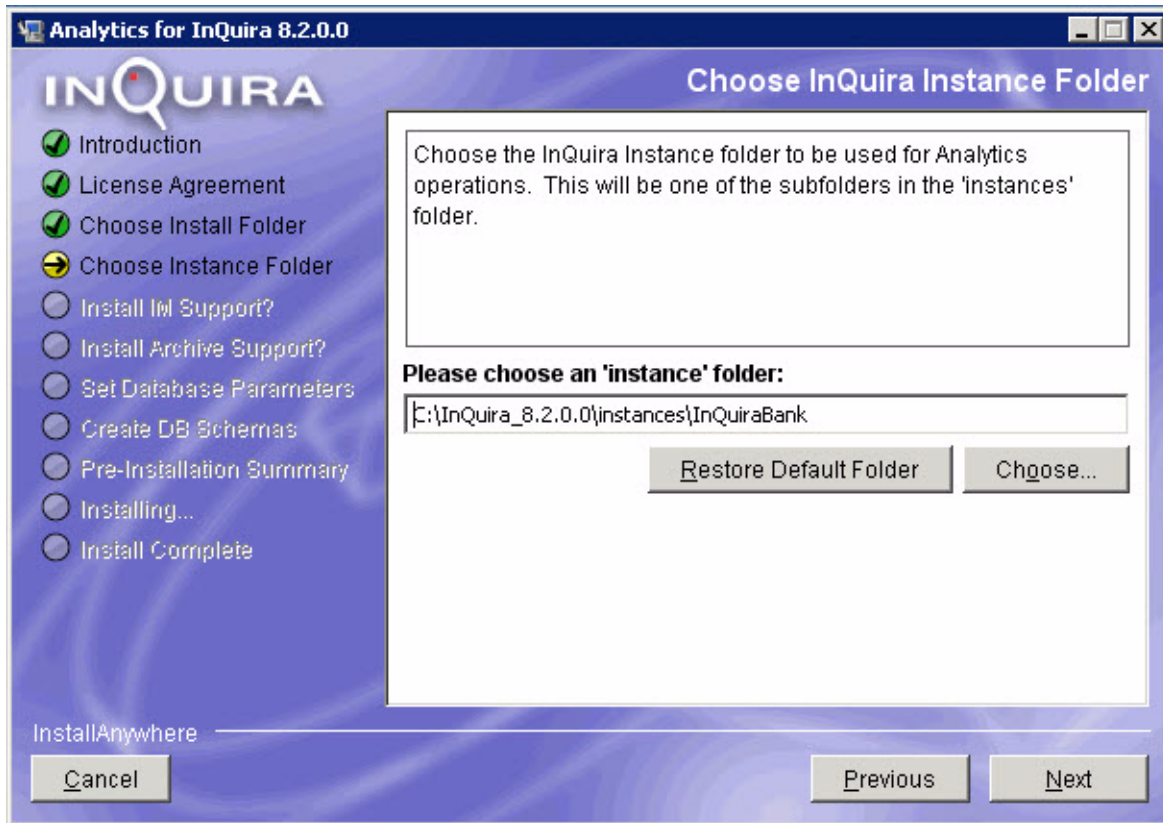 Analytics for InQuira 8.2.0.0
INQUIRA
Choose InQuira Instance Folder
Introduction
License Agreement
Choose Install Folder
Choose Instance Folder
Install IM Support?
Install Archive Support?
Set Database Parameters
Create DB Schemas
Pre-Installation Summary
Installing...
Install Complete
Choose the InQuira Instance folder to be used for Analytics
operations. This will be one of the subfolders in the 'instances'
folder.
Please choose an 'instance' folder:
C:\InQuira_8.2.0.0\instances\InQuiraBank
Restore Default Folder
Choose...
InstallAnywhere
Cancel
Previous
Next